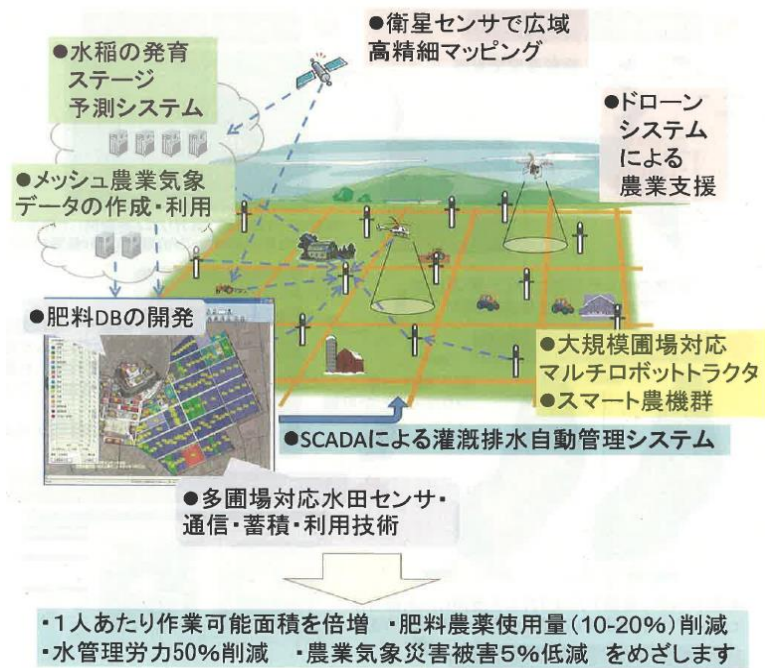 ●衛星センサで広域
高精細マッピング
●水稲の発育
ステージ
予測システム
●ドローン
システム
による
農業支援
●メッシュ農業気象
データの作成・利用
●肥料DBの開発
●大規模圃場対応
マルチロボットトラクタ
●スマート農機群
●SCADAによる灌漑排水自動管理システム
●多圃場対応水田センサ・
通信・蓄積・利用技術
・1人あたり作業可能面積を倍増 ・肥料農薬使用量(10-20%)削減
・水管理労力50%削減 ・農業気象災害被害5%低減 をめざします